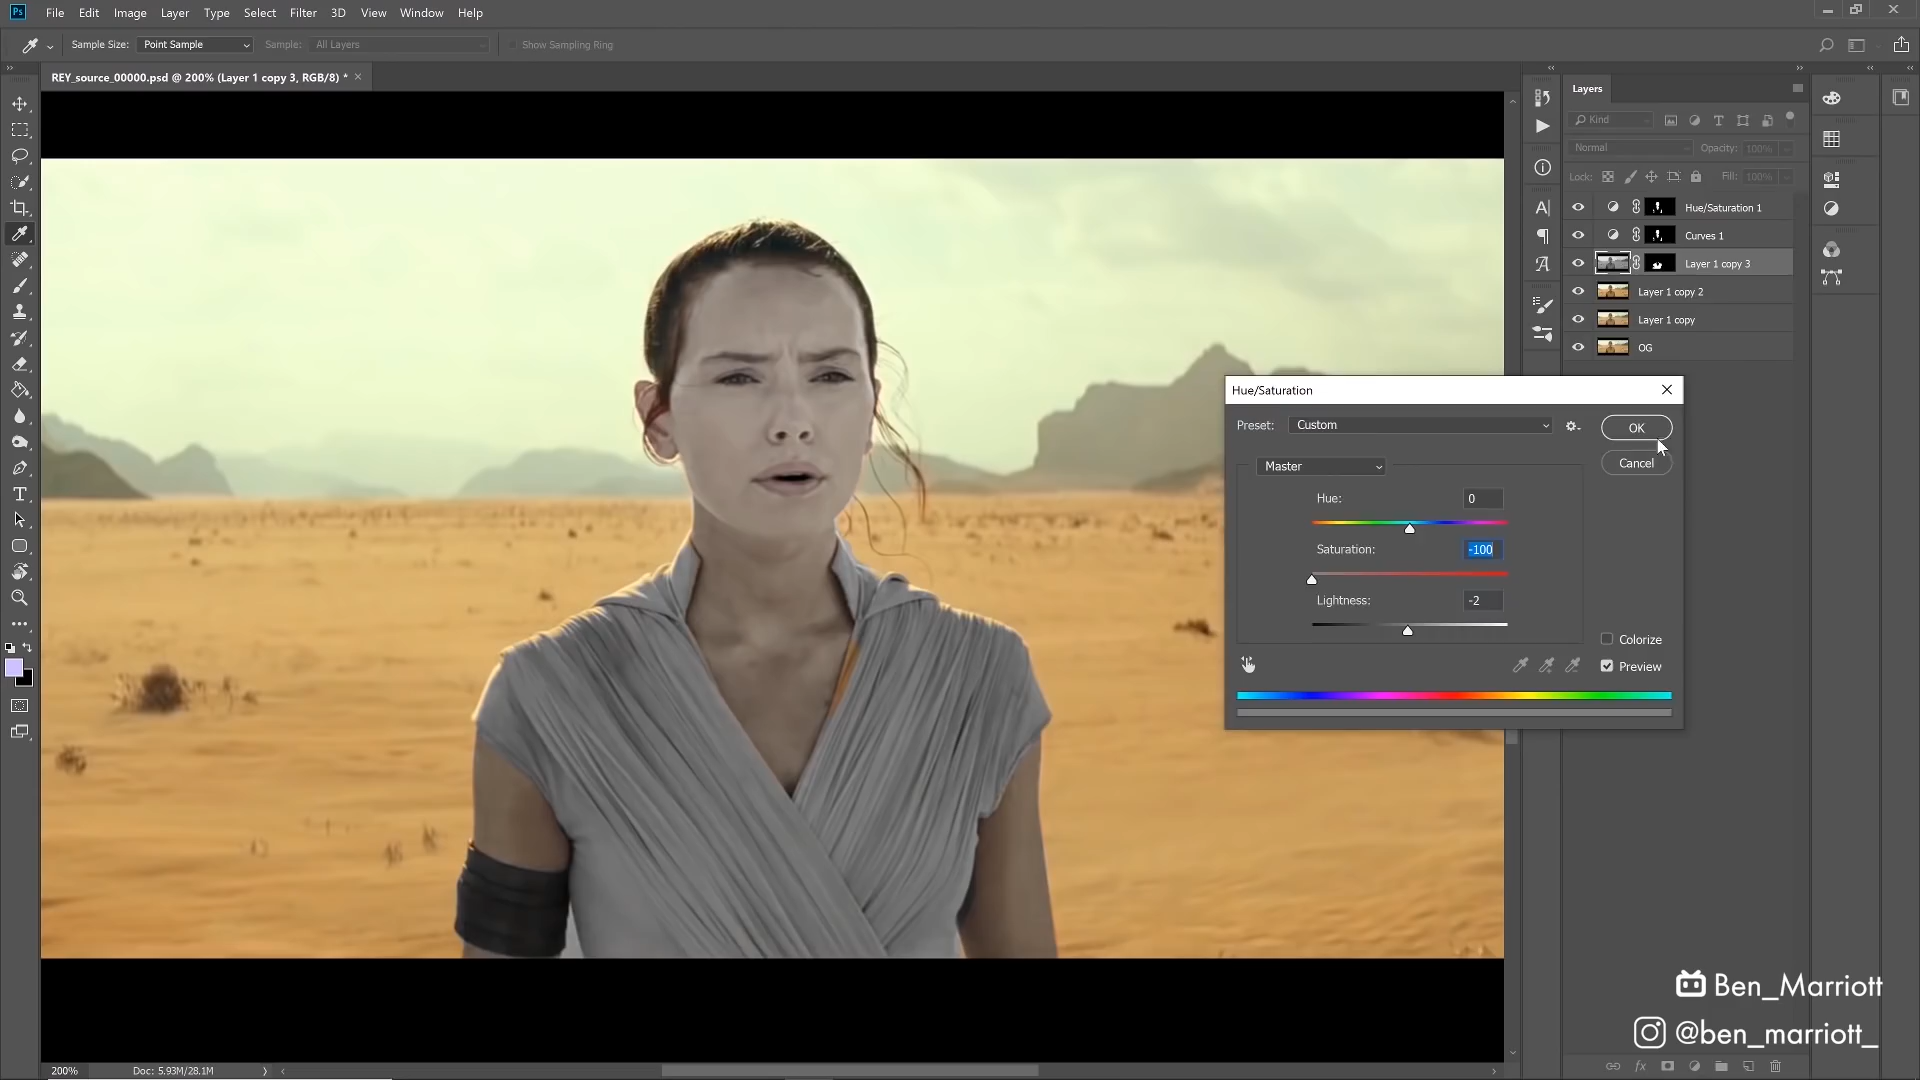 Ps File Edit Image Layer Type Select Filter 3D View Window Help
Sample Size: Point Sample Sample: All Layers Show Sampling Ring
REY_source_00000.psd @ 200% (Layer 1 copy 3, RGB/8) *
Layers
Kind
Normal Opacity: 100%
Lock: Fill: 100%
Hue/Saturation 1
Curves 1
Layer 1 copy 3
Layer 1 copy 2
Layer 1 copy
OG
Hue/Saturation
Preset: Custom OK
Cancel
Master
Hue: 0
Saturation: -100
Lightness: -2
Colorize
Preview
Ben_Marriott
@ben_marriott_
200% Doc: 5.93M/28.1M